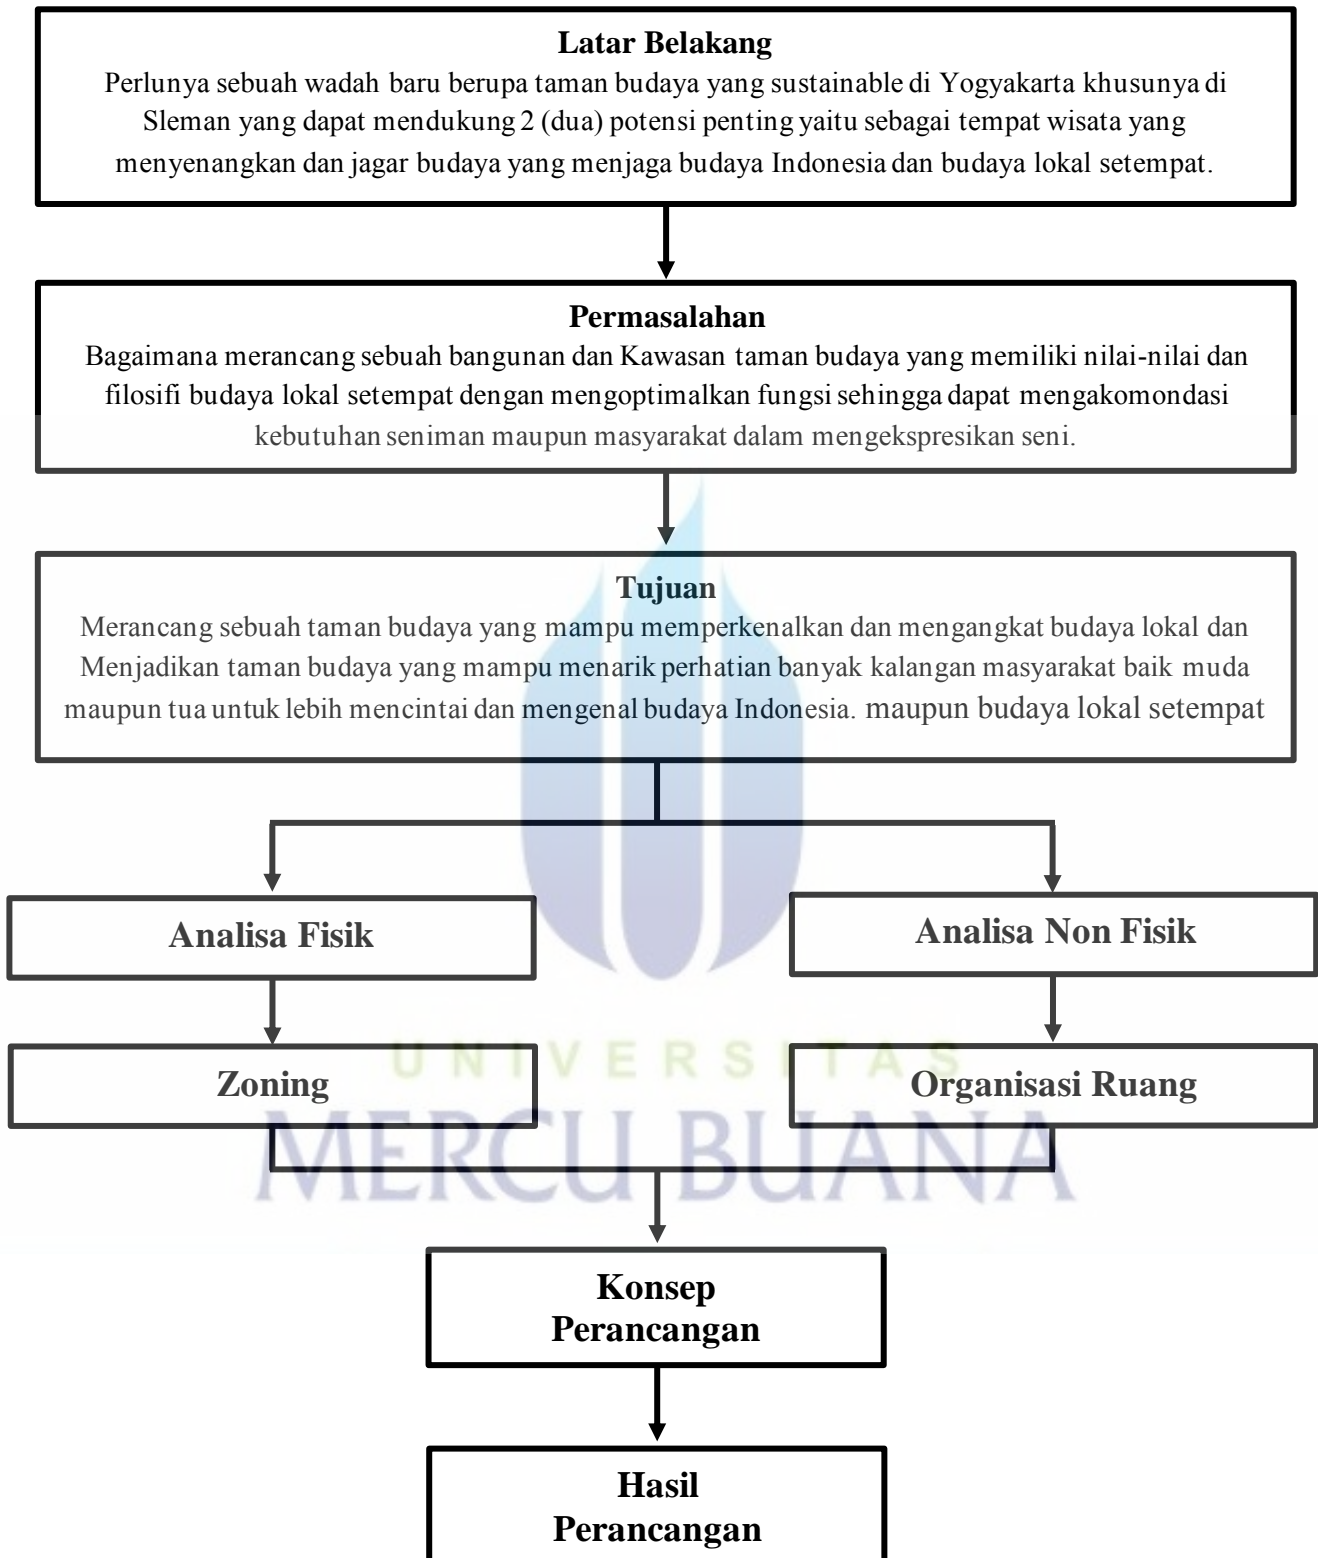 Latar Belakang
Perlunya sebuah wadah baru berupa taman budaya yang sustainable di Yogyakarta khusunya di
Sleman yang dapat mendukung 2 (dua) potensi penting yaitu sebagai tempat wisata yang
menyenangkan dan jagar budaya yang menjaga budaya Indonesia dan budaya lokal setempat.
Permasalahan
Bagaimana merancang sebuah bangunan dan Kawasan taman budaya yang memiliki nilai-nilai dan
filosifi budaya lokal setempat dengan mengoptimalkan fungsi sehingga dapat mengakomondasi
kebutuhan seniman maupun masyarakat dalam mengekspresikan seni.
Tujuan
Merancang sebuah taman budaya yang mampu memperkenalkan dan mengangkat budaya lokal dan
Menjadikan taman budaya yang mampu menarik perhatian banyak kalangan masyarakat baik muda
maupun tua untuk lebih mencintai dan mengenal budaya Indonesia. maupun budaya lokal setempat
Analisa Fisik
Analisa Non Fisik
Zoning
Organisasi Ruang
UNIVERSITAS
MERCU BUANA
Konsep
Perancangan
Hasil
Perancangan